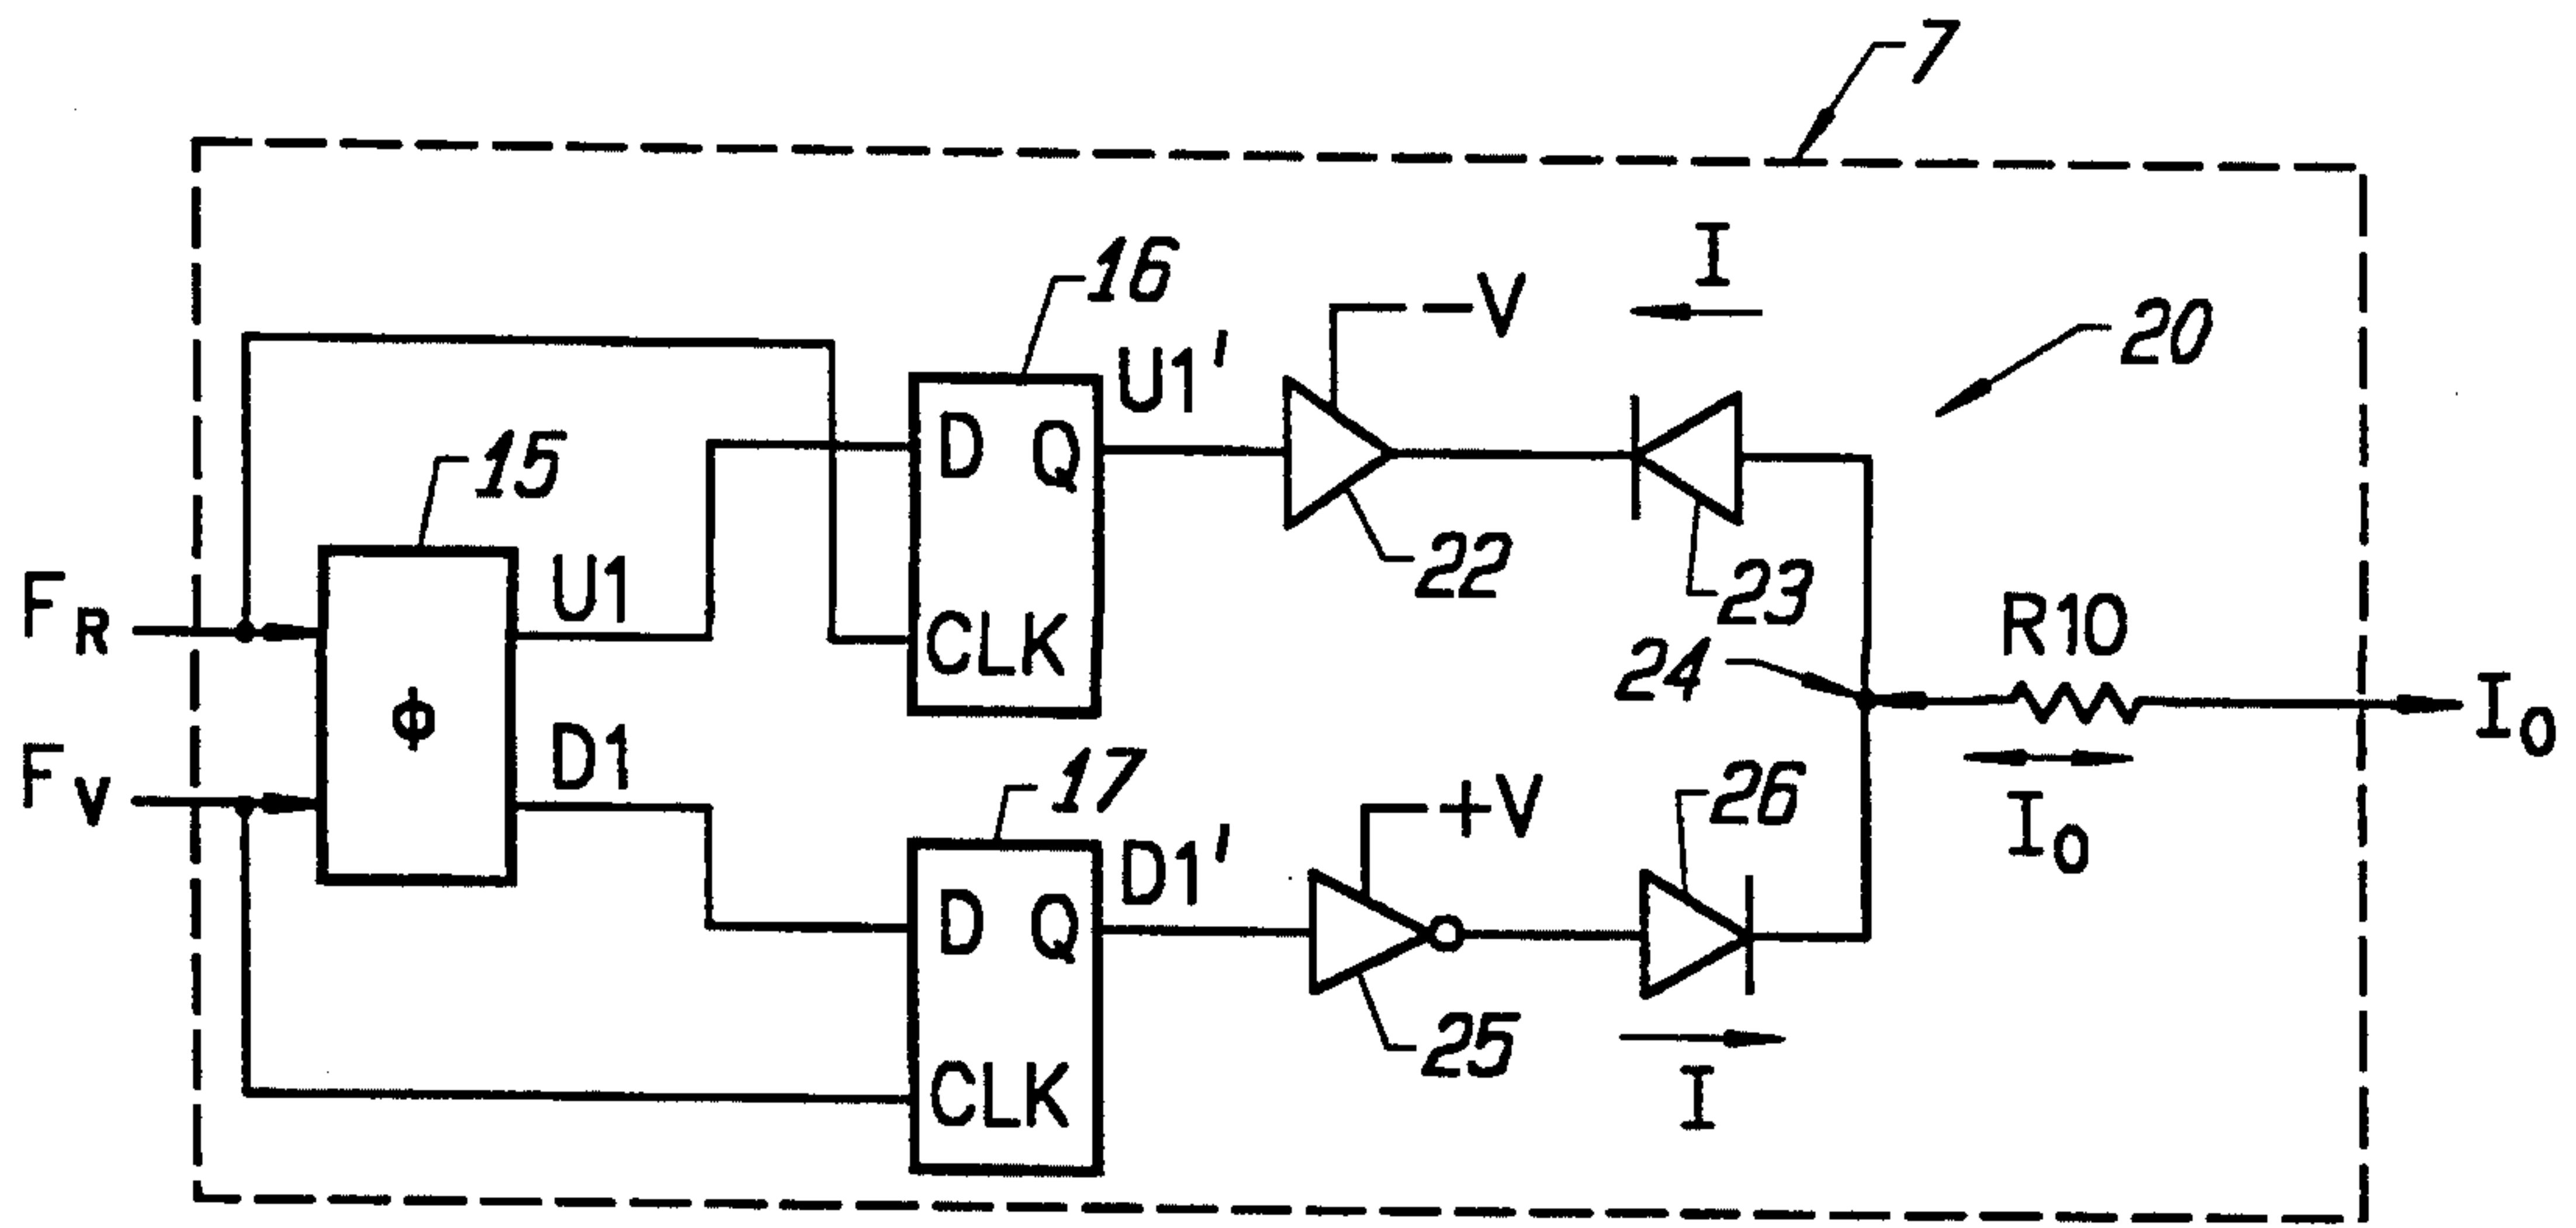 7
I
16
-V
20
U1'
D Q
15
22
23
U1
CLK
R10
F_R
24
I_O
φ
F_V
D1
17
26
+V
I_O
D1'
D Q
25
CLK
I